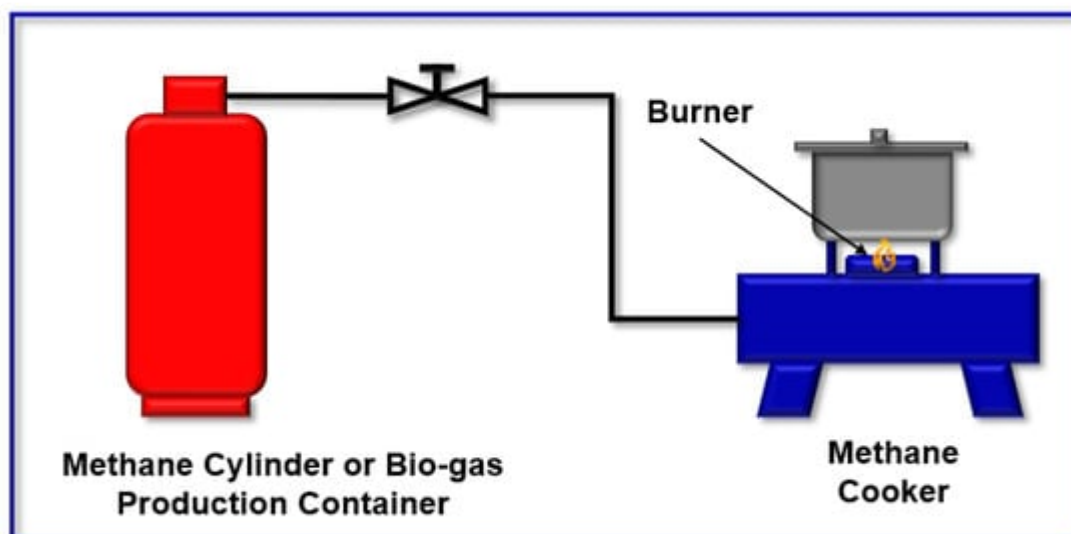 Burner
Methane Cylinder or Bio-gas
Production Container
Methane
Cooker